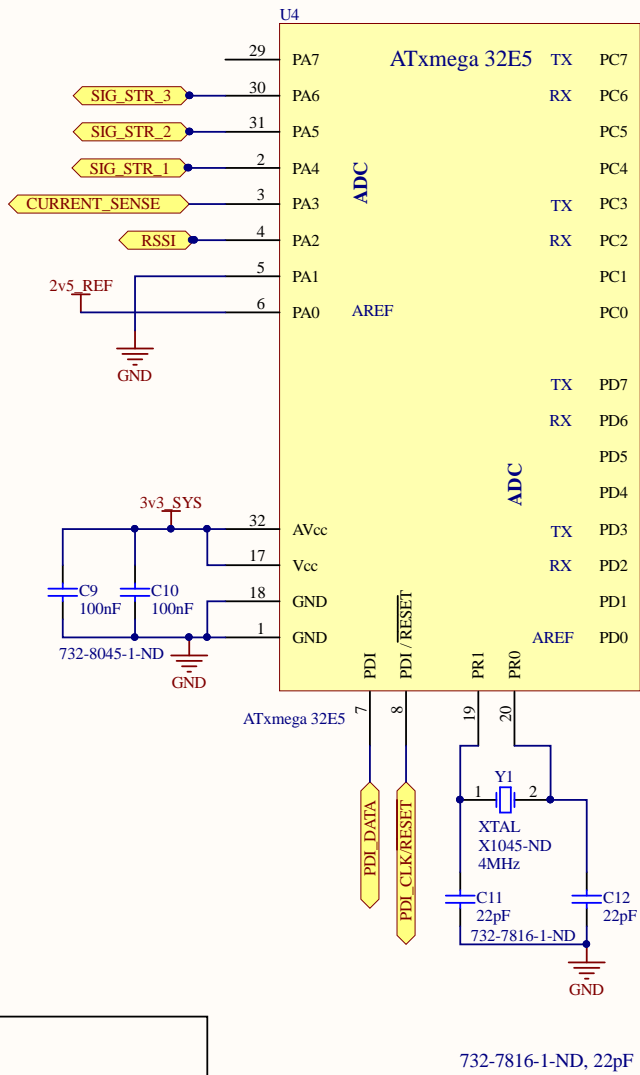 U4
29 PA7 ATxmega 32E5 TX PC7
SIG_STR_3 30 PA6 RX PC6
SIG_STR_2 31 PA5 PC5
SIG_STR_1 2 PA4 PC4
ADC
CURRENT_SENSE 3 PA3 TX PC3
RSSI 4 PA2 RX PC2
5 PA1 PC1
2v5_REF
6 PA0 AREF PC0
GND
TX PD7
RX PD6
PD5
ADC
PD4
3v3_SYS
32 AVcc TX PD3
17 Vcc RX PD2
C9 C10
100nF 100nF
18 GND PD1
1 GND AREF PD0
732-8045-1-ND
GND
PDI
PDI / RESET
PR1
PR0
ATxmega 32E5
7
8
19
20
PDI_DATA
PDI_CLK/RESET
Y1
1 2
XTAL
X1045-ND
4MHz
C11 C12
22pF 22pF
732-7816-1-ND
GND
732-7816-1-ND, 22pF